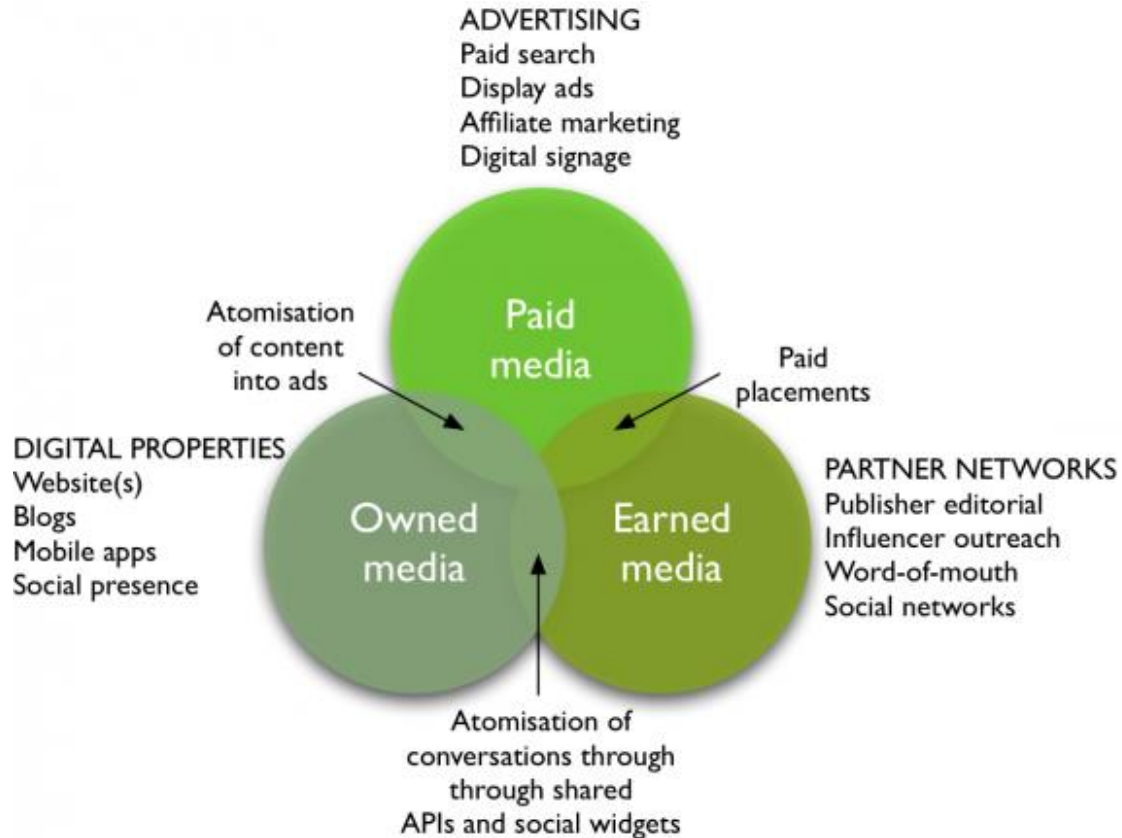 ADVERTISING
Paid search
Display ads
Affiliate marketing
Digital signage
Paid
media
Atomisation
of content
into ads
Paid
placements
DIGITAL PROPERTIES
Website(s)
Blogs
Mobile apps
Social presence
Owned
media
Earned
media
PARTNER NETWORKS
Publisher editorial
Influencer outreach
Word-of-mouth
Social networks
Atomisation of
conversations through
through shared
APIs and social widgets